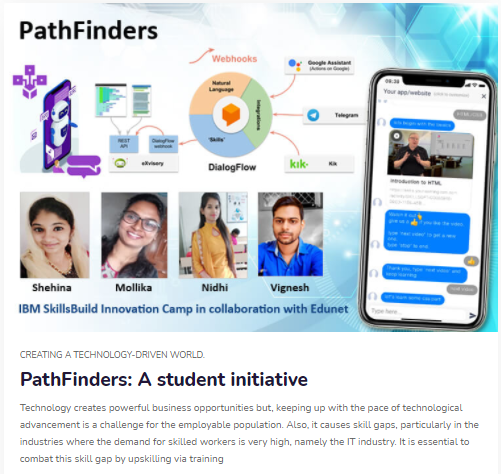 PathFinders
Webhooks
Google Assistant
(Actions on Google)
Natural
Language
Integrations
'Skills'
DialogFlow
Telegram
kik.
Kik
REST
API
DialogFlow
webhook
eXvisory
09:38
Your app/website
Introduction to HTML
Type here...
Shehina
Mollika
Nidhi
Vignesh
IBM SkillsBuild Innovation Camp in collaboration with Edunet
CREATING A TECHNOLOGY-DRIVEN WORLD.
PathFinders: A student initiative
Technology creates powerful business opportunities but, keeping up with the pace of technological
advancement is a challenge for the employable population. Also, it causes skill gaps, particularly in the
industries where the demand for skilled workers is very high, namely the IT industry. It is essential to
combat this skill gap by upskilling via training